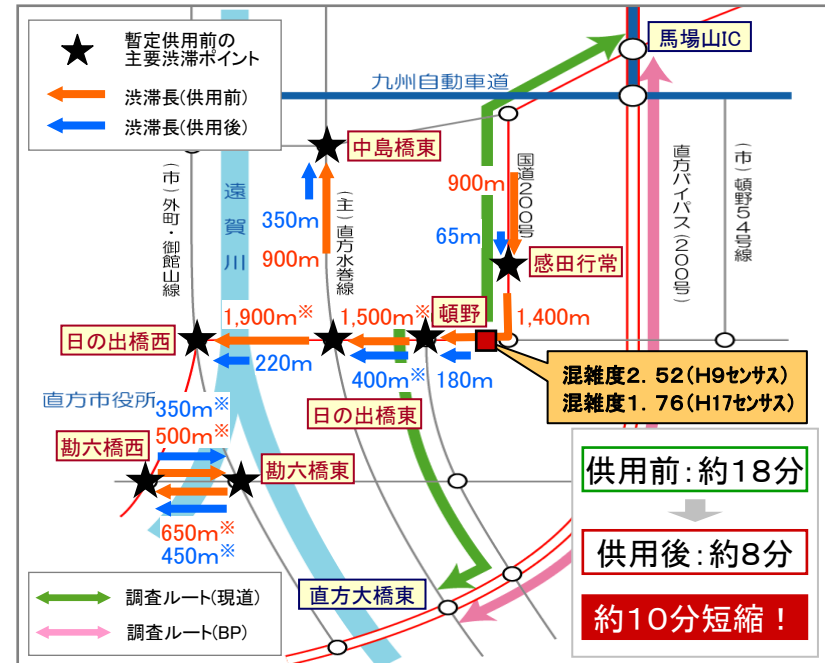 暫定供用前の
主要渋滞ポイント
渋滞長(供用前)
渋滞長(供用後)
馬場山IC
九州自動車道
中島橋東
(市)外町・御館山線
遠賀川
(主)直方水巻線
国道200号
直方バイパス(200号)
(市)頓野54号線
350m
900m
900m
65m
感田行常
1,400m
1,900m※
1,500m※
頓野
日の出橋西
220m
400m※
180m
混雑度2.52(H9センサス)
混雑度1.76(H17センサス)
直方市役所
350m※
500m※
日の出橋東
勘六橋西
勘六橋東
650m※
450m※
供用前:約18分
供用後:約8分
約10分短縮!
直方大橋東
調査ルート(現道)
調査ルート(BP)